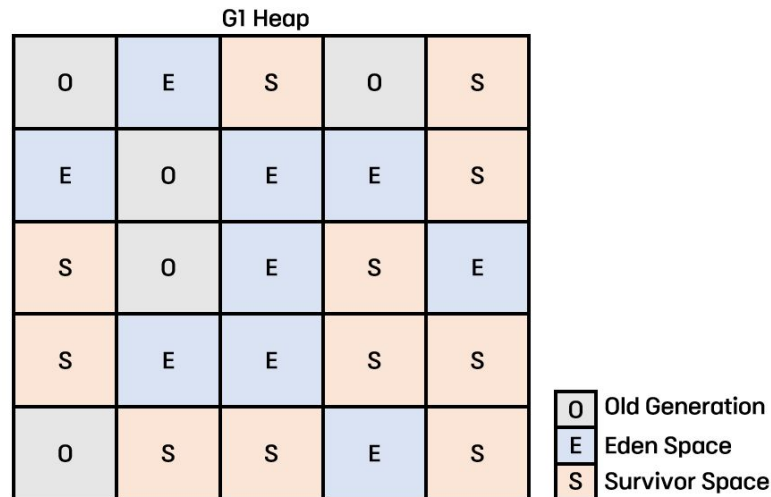 G1 Heap
O E S O S
E O E E S
S O E S E
S E E S S
O S S E S
O Old Generation
E Eden Space
S Survivor Space